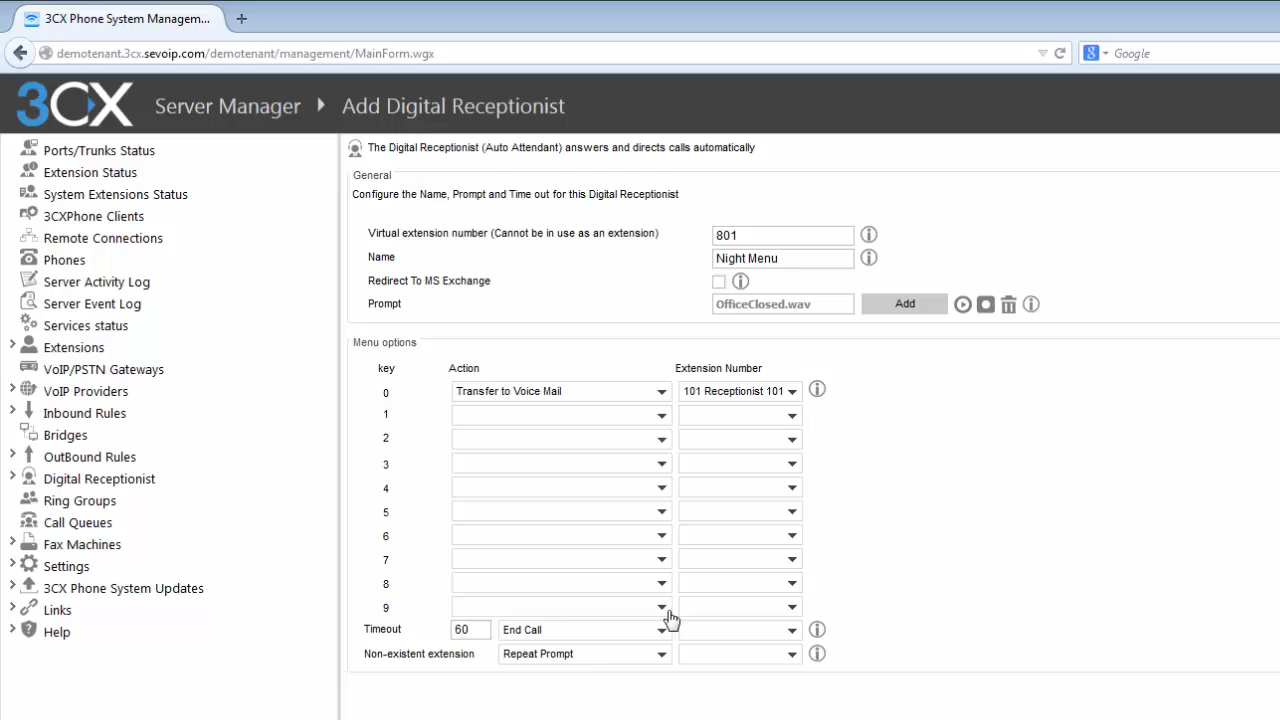 3CX Phone System Managem...
demotenant.3cx.sevoip.com/demotenant/management/MainForm.wgx
Google
3CX Server Manager Add Digital Receptionist
Ports/Trunks Status
Extension Status
System Extensions Status
3CXPhone Clients
Remote Connections
Phones
Server Activity Log
Server Event Log
Services status
Extensions
VoIP/PSTN Gateways
VoIP Providers
Inbound Rules
Bridges
OutBound Rules
Digital Receptionist
Ring Groups
Call Queues
Fax Machines
Settings
3CX Phone System Updates
Links
Help
The Digital Receptionist (Auto Attendant) answers and directs calls automatically
General
Configure the Name, Prompt and Time out for this Digital Receptionist
Virtual extension number (Cannot be in use as an extension) 801
Name Night Menu
Redirect To MS Exchange
Prompt OfficeClosed.wav Add
Menu options
key Action Extension Number
0 Transfer to Voice Mail 101 Receptionist 101
1
2
3
4
5
6
7
8
9
Timeout 60 End Call
Non-existent extension Repeat Prompt